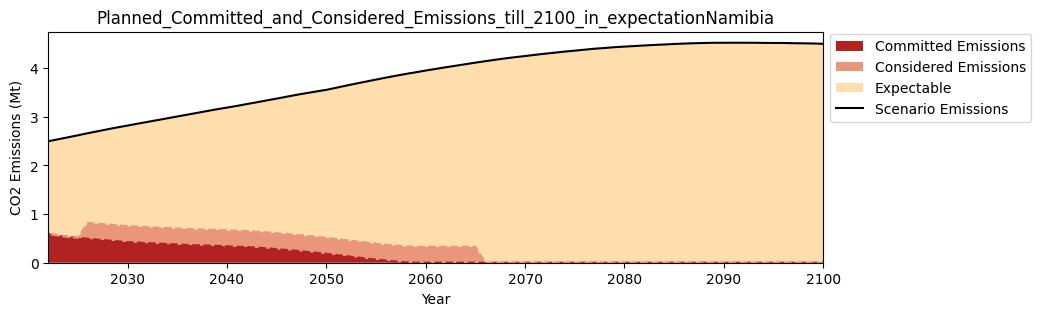 Planned_Committed_and_Considered_Emissions_till_2100_in_expectationNamibia
Committed Emissions
Considered Emissions
Expectable
Scenario Emissions
CO2 Emissions (Mt)
4
3
2
1
0
2030 2040 2050 2060 2070 2080 2090 2100
Year